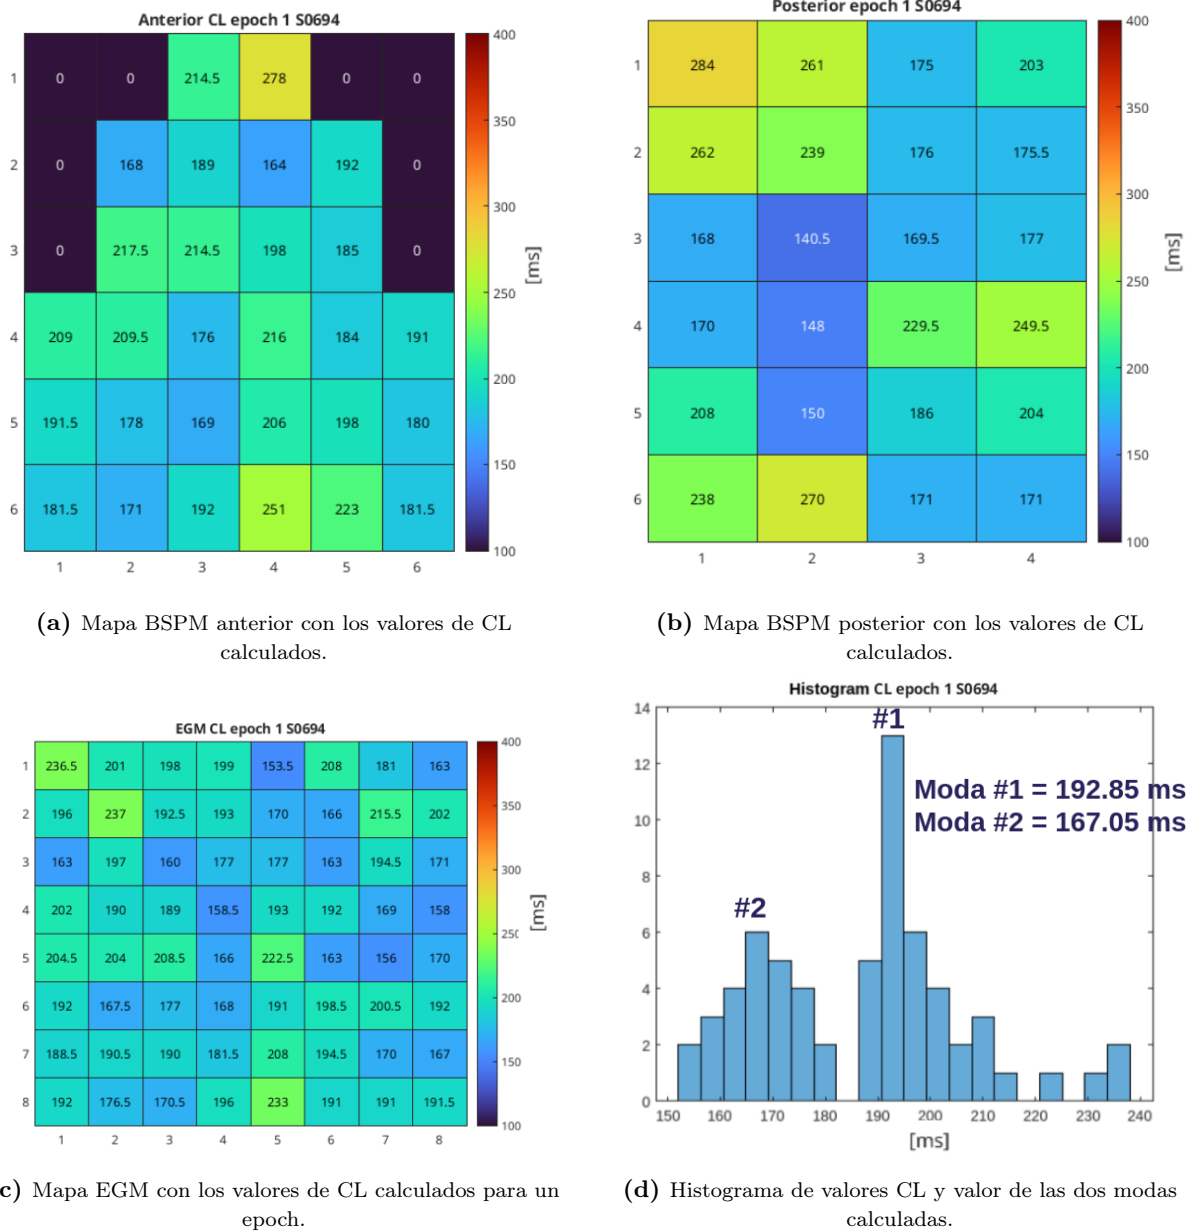 Anterior CL epoch 1 S0694
1 0 0 214.5 278 0 0
2 0 168 189 164 192 0
3 0 217.5 214.5 198 185 0
4 209 209.5 176 216 184 191
5 191.5 178 169 206 198 180
6 181.5 171 192 251 223 181.5
1 2 3 4 5 6
400
350
300
250
200
150
100
[ms]
Posterior epoch 1 S0694
1 284 261 175 203
2 262 239 176 175.5
3 168 140.5 169.5 177
4 170 148 229.5 249.5
5 208 150 186 204
6 238 270 171 171
1 2 3 4
400
350
300
250
200
150
100
[ms]
(a) Mapa BSPM anterior con los valores de CL
calculados.
(b) Mapa BSPM posterior con los valores de CL
calculados.
EGM CL epoch 1 S0694
1 236.5 201 198 199 153.5 208 181 163
2 196 237 192.5 193 170 166 215.5 202
3 163 197 160 177 177 163 194.5 171
4 202 190 189 158.5 193 192 169 158
5 204.5 204 208.5 166 222.5 163 156 170
6 192 167.5 177 168 191 198.5 200.5 192
7 188.5 190.5 190 181.5 208 194.5 170 167
8 192 176.5 170.5 196 233 191 191 191.5
1 2 3 4 5 6 7 8
400
350
300
250
200
150
100
[ms]
Histogram CL epoch 1 S0694
14
12
10
8
6
4
2
0
#1
Moda #1 = 192.85 ms
Moda #2 = 167.05 ms
#2
150 160 170 180 190 200 210 220 230 240
[ms]
c) Mapa EGM con los valores de CL calculados para un
epoch.
(d) Histograma de valores CL y valor de las dos modas
calculadas.